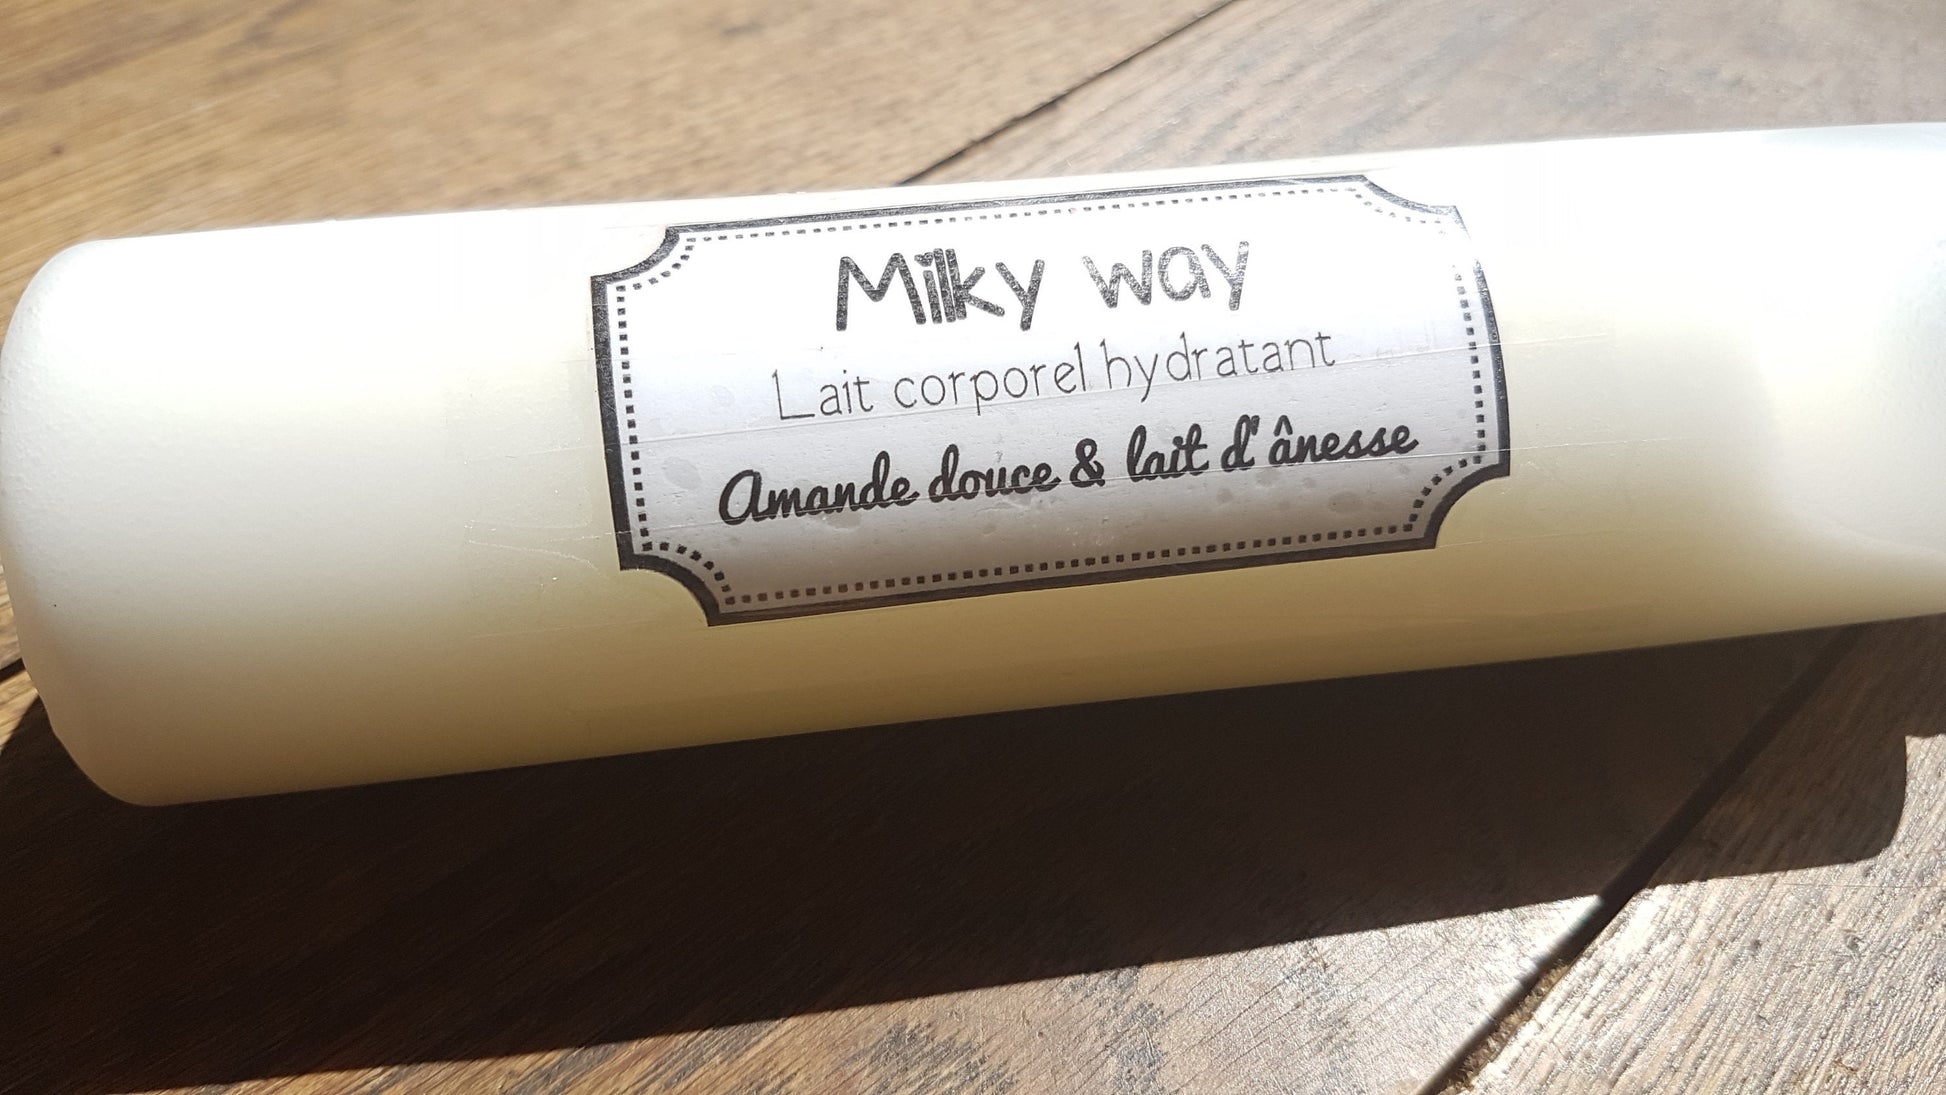 Milky way
Lait corporel hydratant
Amande douce & lait d'ânesse